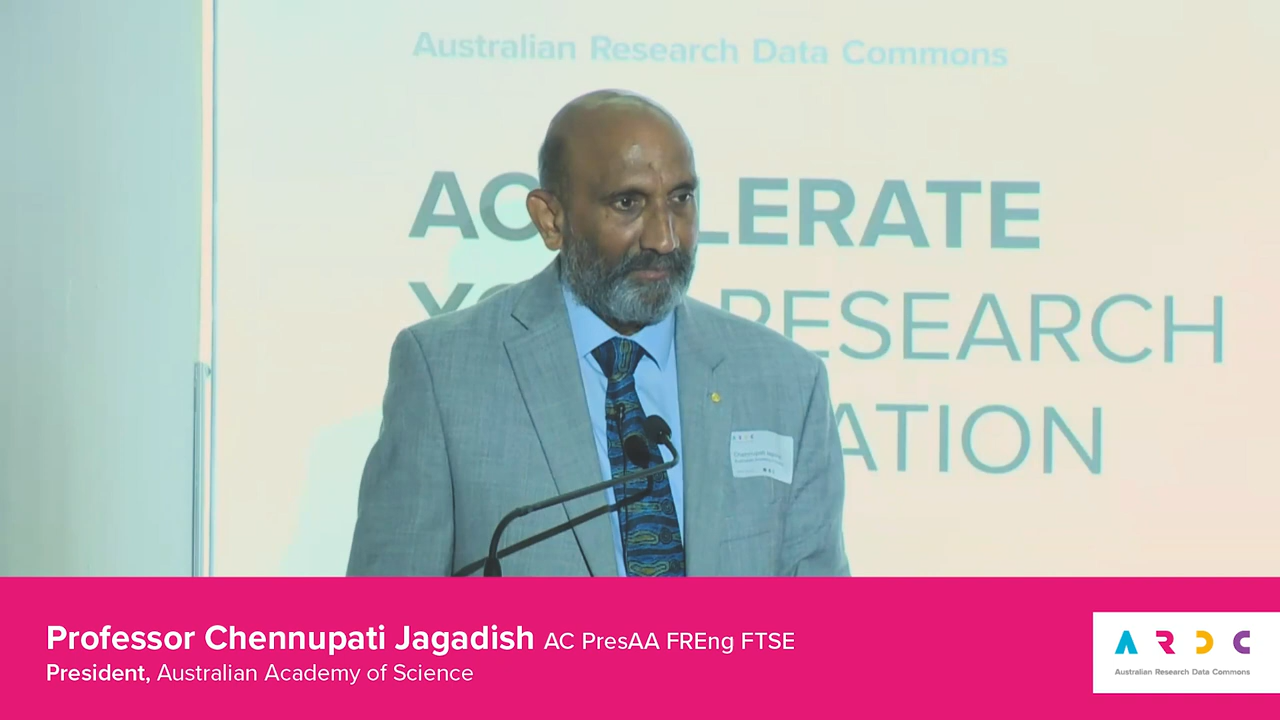 Australian Research Data Commons
AC LERATE
RESEARCH
ATION
Chennupati
Professor Chennupati Jagadish AC PresAA FREng FTSE
President, Australian Academy of Science
ARDC
Australian Research Data Commons